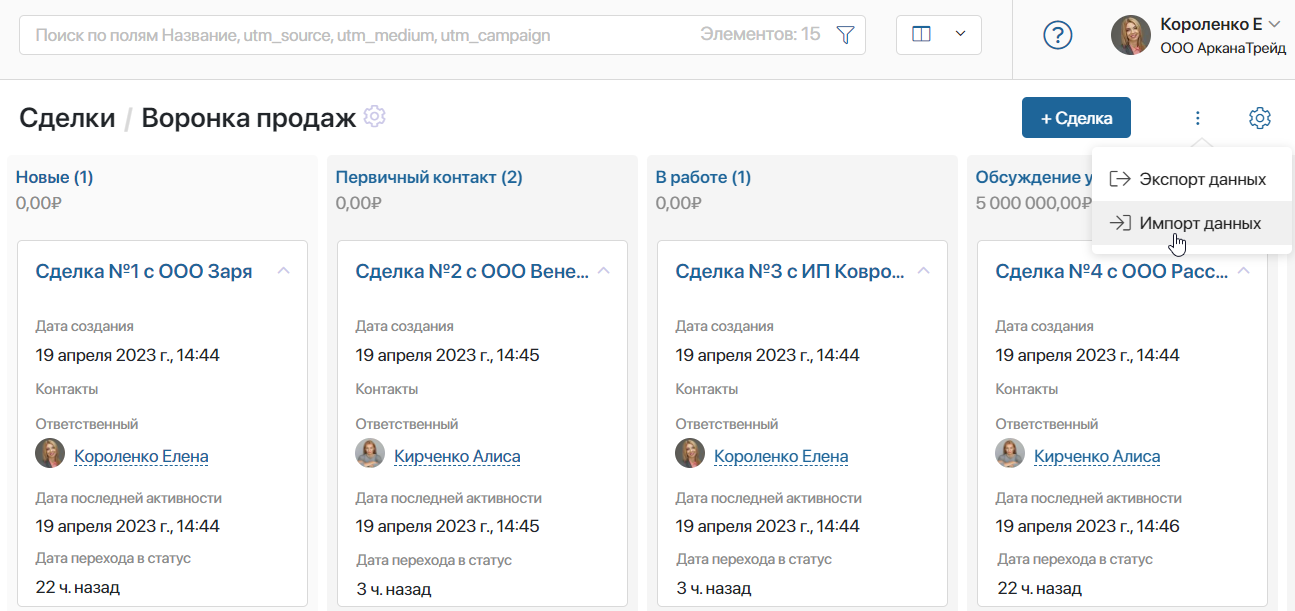 Поиск по полям Название, utm_source, utm_medium, utm_campaign
Элементов: 15
?
Короленко Е
ООО АрканаТрейд
Сделки / Воронка продаж
+ Сделка
Экспорт данных
Импорт данных
Новые (1)
0,00₽
Сделка №1 с ООО Заря
Дата создания
19 апреля 2023 г., 14:44
Контакты
Ответственный
Короленко Елена
Дата последней активности
19 апреля 2023 г., 14:44
Дата перехода в статус
22 ч. назад
Первичный контакт (2)
0,00₽
Сделка №2 с ООО Вене...
Дата создания
19 апреля 2023 г., 14:45
Контакты
Ответственный
Кирченко Алиса
Дата последней активности
19 апреля 2023 г., 14:45
Дата перехода в статус
3 ч. назад
В работе (1)
0,00₽
Сделка №3 с ИП Ковро...
Дата создания
19 апреля 2023 г., 14:44
Контакты
Ответственный
Короленко Елена
Дата последней активности
19 апреля 2023 г., 14:44
Дата перехода в статус
3 ч. назад
Обсуждение у
5 000 000,00₽
Сделка №4 с ООО Расс...
Дата создания
19 апреля 2023 г., 14:44
Контакты
Ответственный
Кирченко Алиса
Дата последней активности
19 апреля 2023 г., 14:46
Дата перехода в статус
22 ч. назад